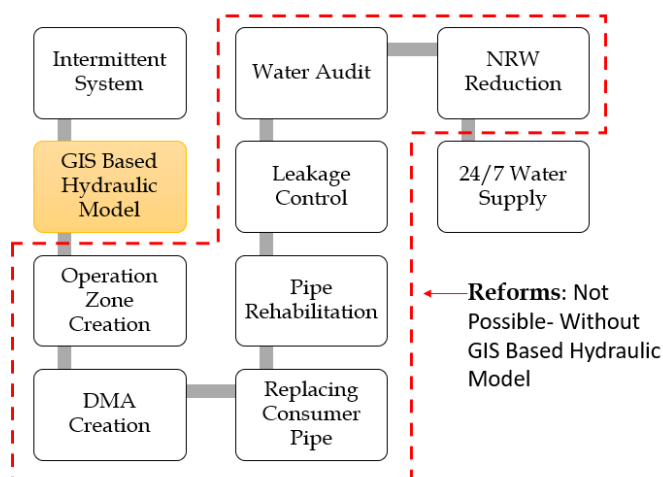 Intermittent
System
GIS Based
Hydraulic
Model
Operation
Zone
Creation
DMA
Creation
Replacing
Consumer
Pipe
Pipe
Rehabilitation
Leakage
Control
Water Audit
NRW
Reduction
24/7 Water
Supply
Reforms: Not
Possible- Without
GIS Based Hydraulic
Model